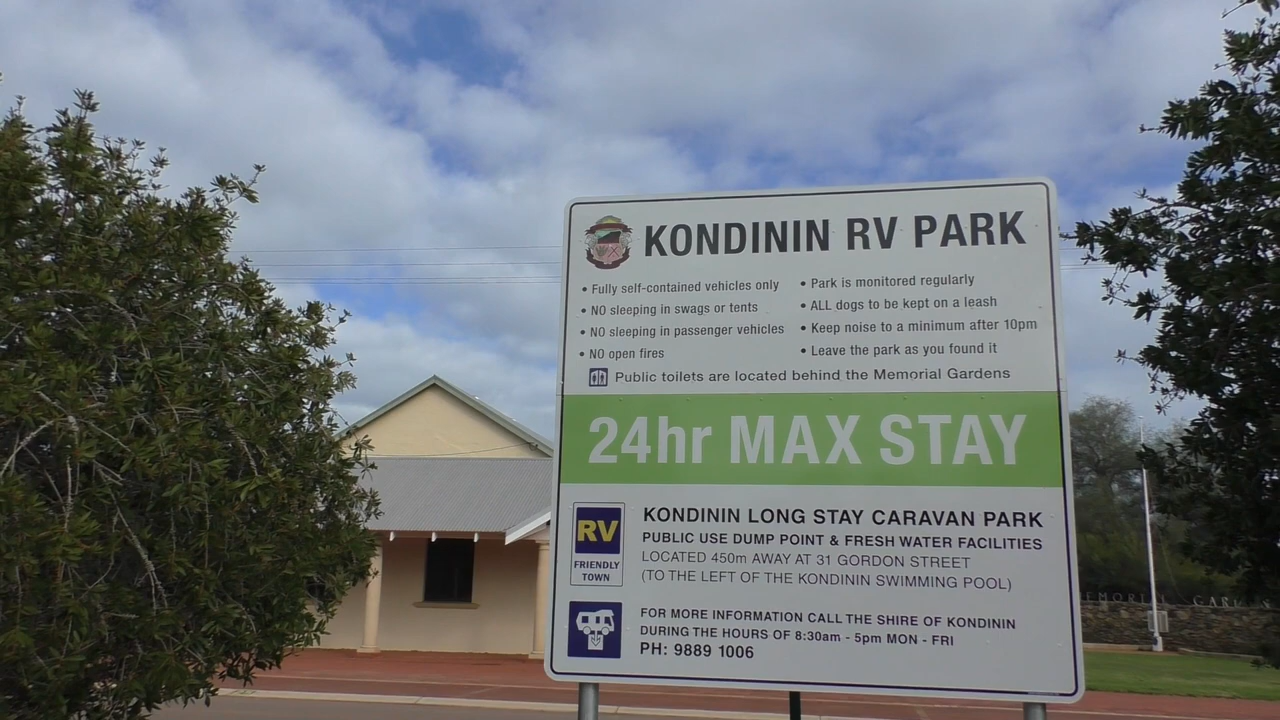 KONDININ RV PARK
• Fully self-contained vehicles only
• NO sleeping in swags or tents
• NO sleeping in passenger vehicles
• NO open fires
• Park is monitored regularly
• ALL dogs to be kept on a leash
• Keep noise to a minimum after 10pm
• Leave the park as you found it
Public toilets are located behind the Memorial Gardens
24hr MAX STAY
RV
FRIENDLY
TOWN
KONDININ LONG STAY CARAVAN PARK
PUBLIC USE DUMP POINT & FRESH WATER FACILITIES
LOCATED 450m AWAY AT 31 GORDON STREET
(TO THE LEFT OF THE KONDININ SWIMMING POOL)
FOR MORE INFORMATION CALL THE SHIRE OF KONDININ
DURING THE HOURS OF 8:30am - 5pm MON - FRI
PH: 9889 1006